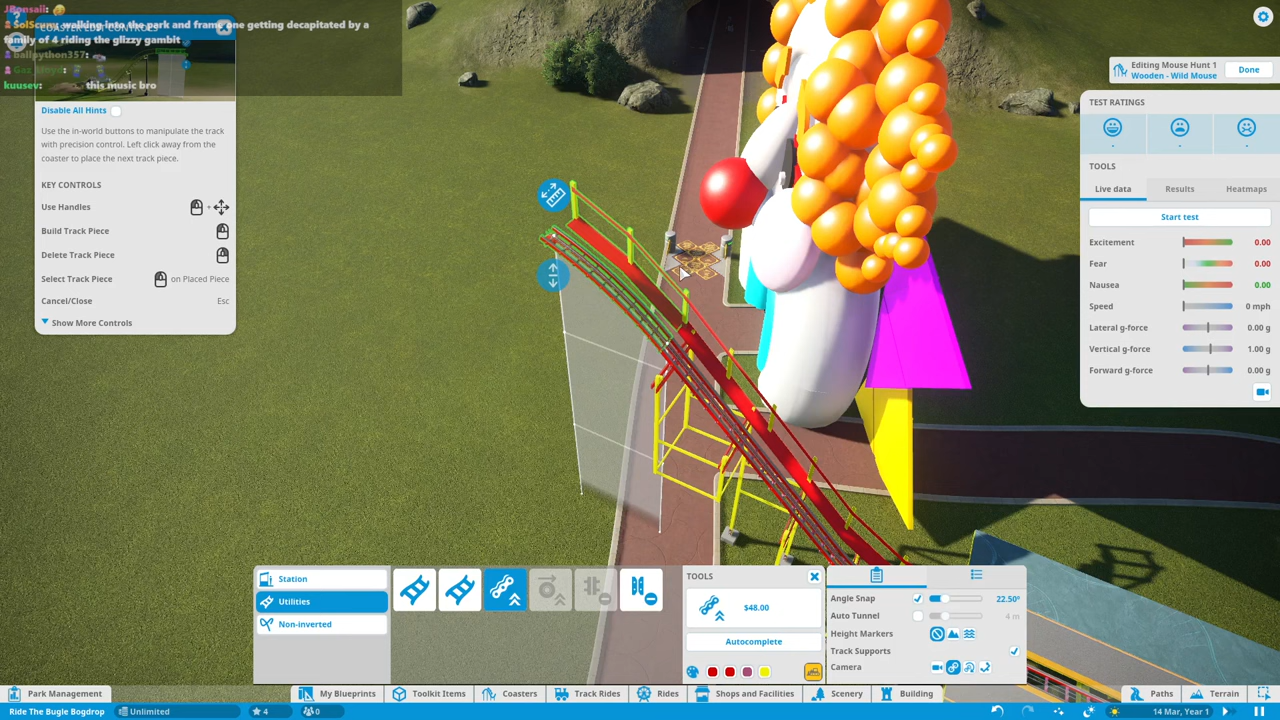 JRonsaii:
SolScum: walking into the park and frame one getting decapitated by a
family of 4 riding the glizzy gambit
ballpython357:
kuusev: this music bro
COASTER EDIT CONTROLS
Disable All Hints
Use the in-world buttons to manipulate the track
with precision control. Left click away from the
coaster to place the next track piece.
KEY CONTROLS
Use Handles
Build Track Piece
Delete Track Piece
Select Track Piece on Placed Piece
Cancel/Close Esc
Show More Controls
Editing Mouse Hunt 1
Wooden - Wild Mouse
Done
TEST RATINGS
- - -
TOOLS
Live data Results Heatmaps
Start test
Excitement 0.00
Fear 0.00
Nausea 0.00
Speed 0 mph
Lateral g-force 0.00 g
Vertical g-force 1.00 g
Forward g-force 0.00 g
Station
Utilities
Non-inverted
TOOLS
$48.00
Autocomplete
Angle Snap 22.50°
Auto Tunnel 4 m
Height Markers
Track Supports
Camera
Park Management My Blueprints Toolkit Items Coasters Track Rides Rides Shops and Facilities Scenery Building Paths Terrain
Ride The Bugle Bogdrop Unlimited 4 0 14 Mar, Year 1